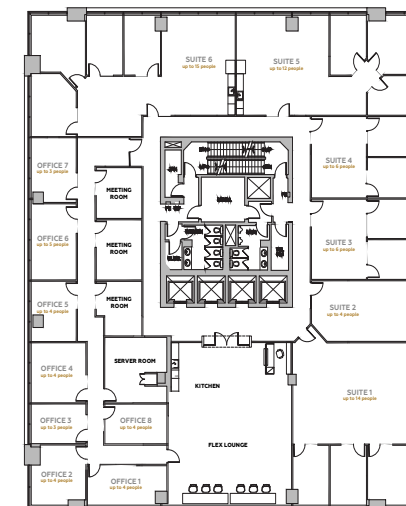 SUITE 6
up to 15 people
SUITE 5
up to 12 people
OFFICE 7
up to 3 people
SUITE 4
up to 6 people
MEETING
ROOM
OFFICE 6
up to 5 people
MEETING
ROOM
SUITE 3
up to 6 people
OFFICE 5
up to 4 people
MEETING
ROOM
SUITE 2
up to 4 people
OFFICE 4
up to 4 people
SERVER ROOM
KITCHEN
SUITE 1
up to 14 people
OFFICE 3
up to 3 people
OFFICE 8
up to 4 people
FLEX LOUNGE
OFFICE 2
up to 4 people
OFFICE 1
up to 4 people